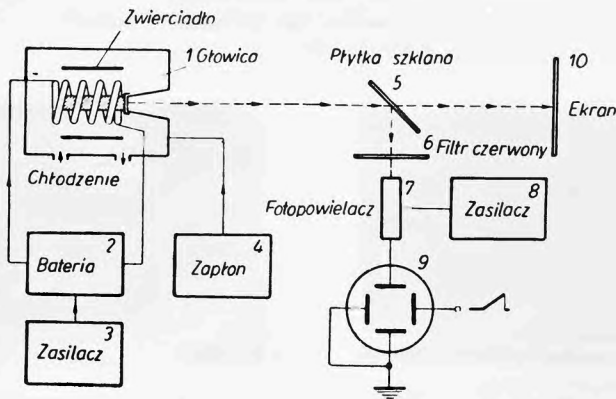 Zwierciadło
1 Głowica
Płytka szklana
5
10
Ekran
6
Filtr czerwony
Chłodzenie
7
Fotopowielacz
8
Zasilacz
2
Bateria
4
Zapłon
9
3
Zasilacz